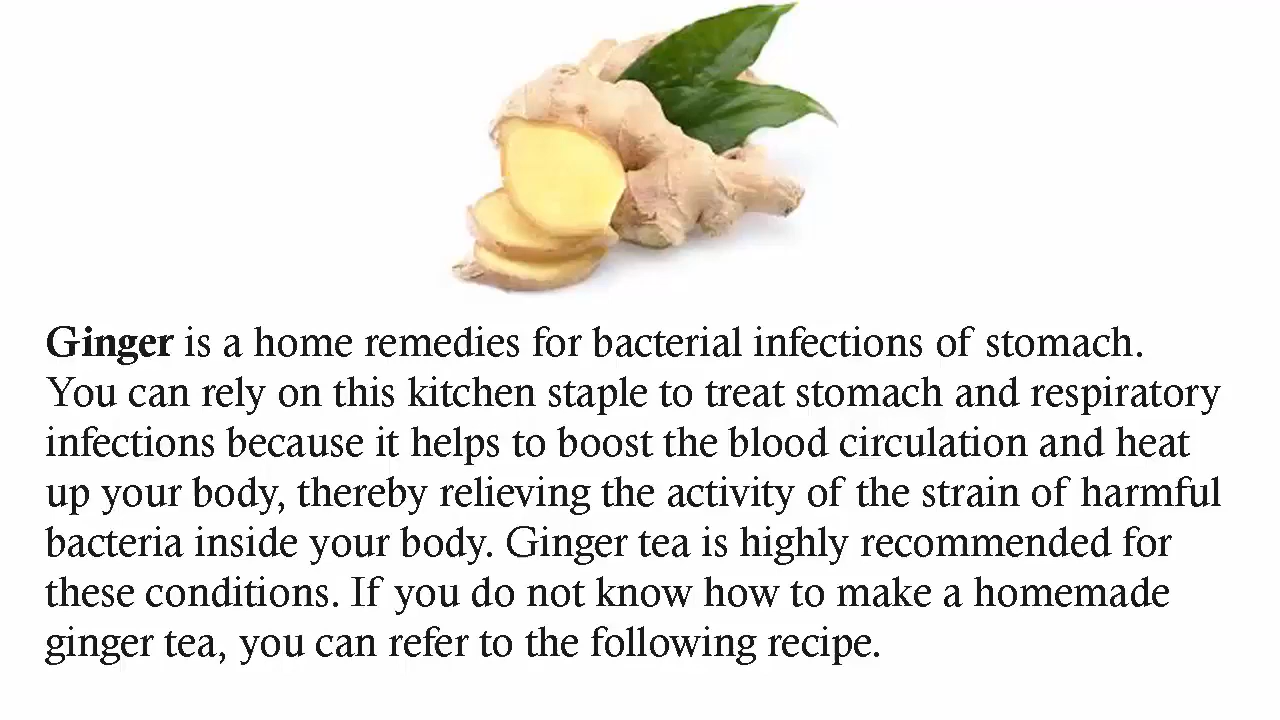 Ginger is a home remedies for bacterial infections of stomach.
You can rely on this kitchen staple to treat stomach and respiratory
infections because it helps to boost the blood circulation and heat
up your body, thereby relieving the activity of the strain of harmful
bacteria inside your body. Ginger tea is highly recommended for
these conditions. If you do not know how to make a homemade
ginger tea, you can refer to the following recipe.